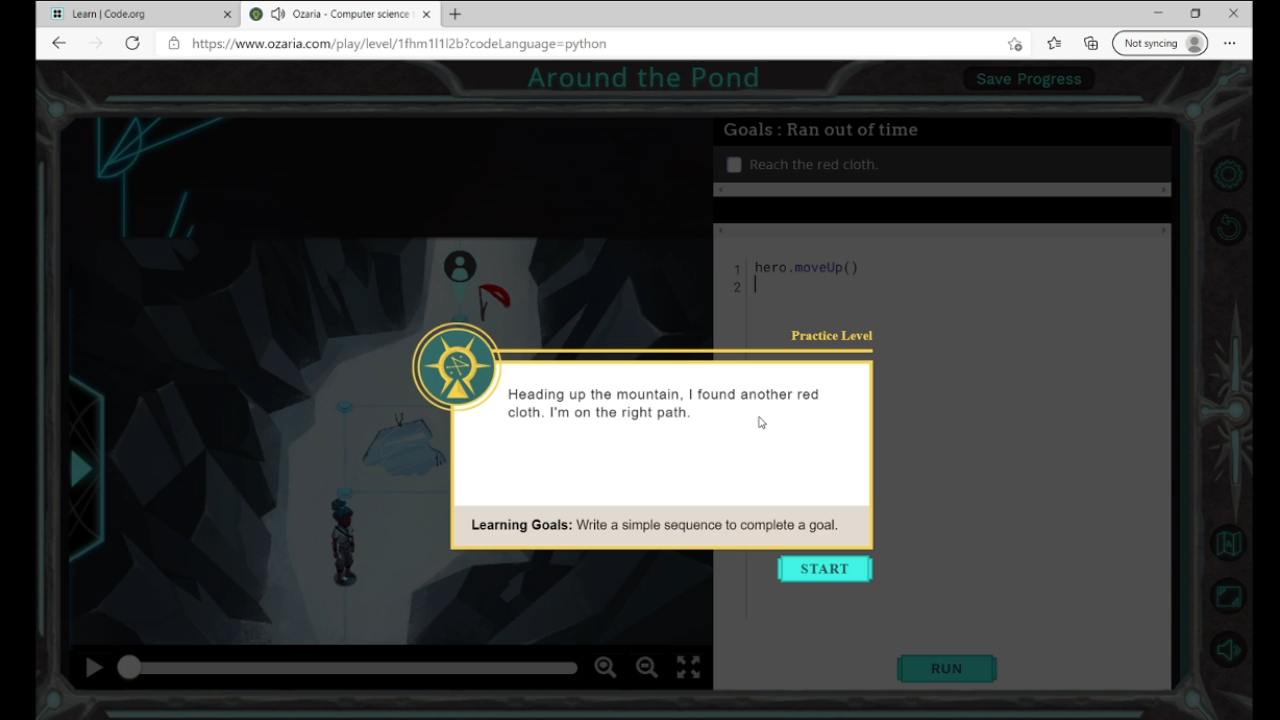 Learn | Code.org
Ozaria - Computer science
https://www.ozaria.com/play/level/1fhm1l1l2b?codeLanguage=python
Not syncing
Around the Pond
Save Progress
Goals : Ran out of time
Reach the red cloth.
1 hero.moveUp()
2
Practice Level
Heading up the mountain, I found another red
cloth. I'm on the right path.
Learning Goals: Write a simple sequence to complete a goal.
START
RUN